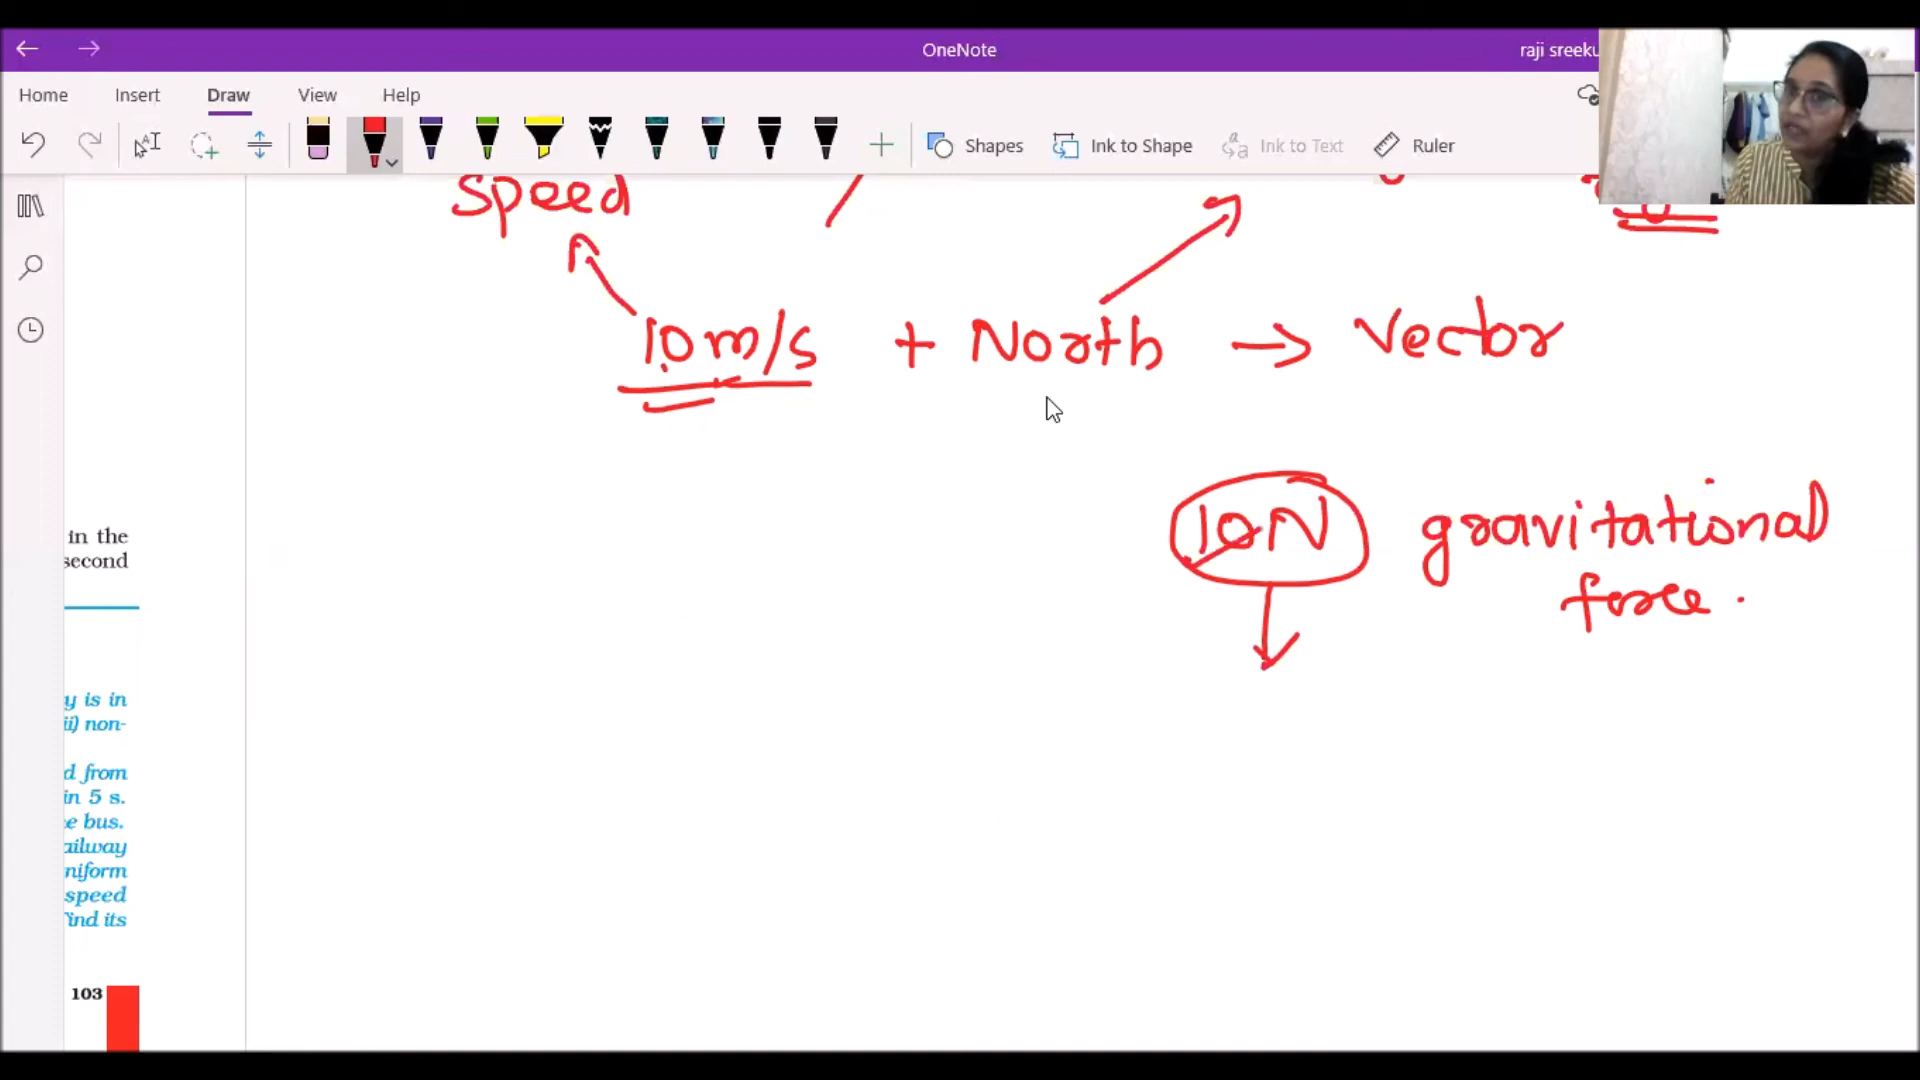 OneNote
raji sreeku
Home Insert Draw View Help
Shapes Ink to Shape Ink to Text Ruler
Speed
10 m/s + North → Vector
10N gravitational
force.
in the
second
y is in
ii) non-
d from
in 5 s.
e bus.
ailway
niform
speed
Find its
103